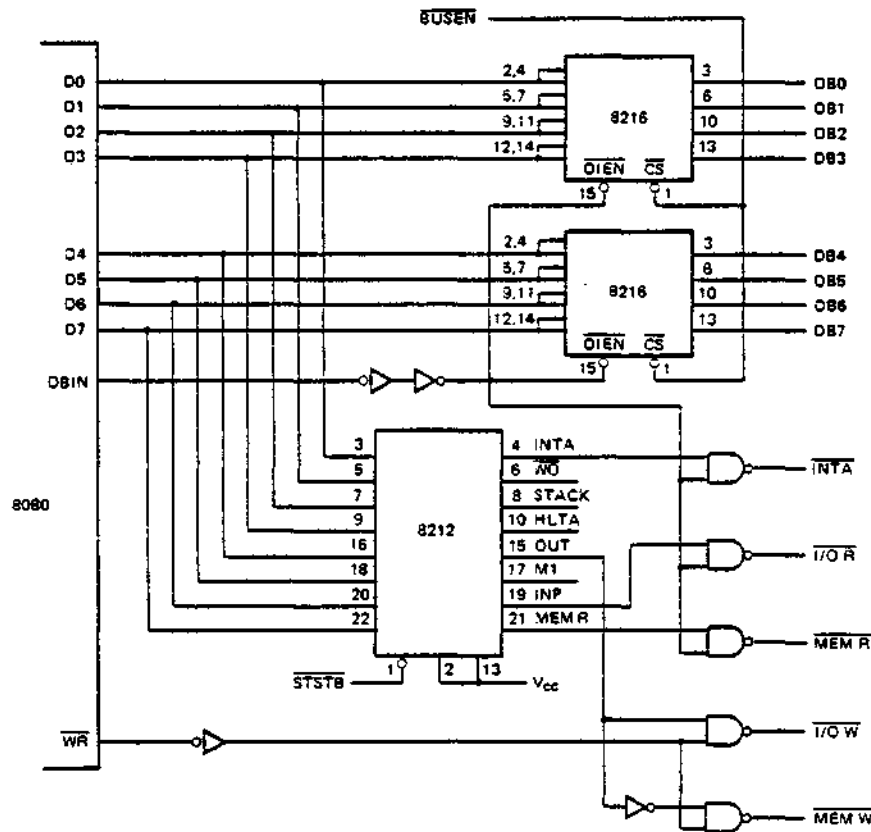 BUSEN
D0
D1
D2
D3
2,4
5,7
9,11
12,14
8216
DIEN CS
15 1
3
6
10
13
DB0
DB1
DB2
DB3
D4
D5
D6
D7
2,4
5,7
9,11
12,14
8216
DIEN CS
15 1
3
6
10
13
DB4
DB5
DB6
DB7
DBIN
8080
3
5
7
9
16
18
20
22
8212
4 INTA
6 WO
8 STACK
10 HLTA
15 OUT
17 M1
19 INP
21 MEM R
STSTB 1 2 13 Vcc
WR
INTA
I/O R
MEM R
I/O W
MEM W